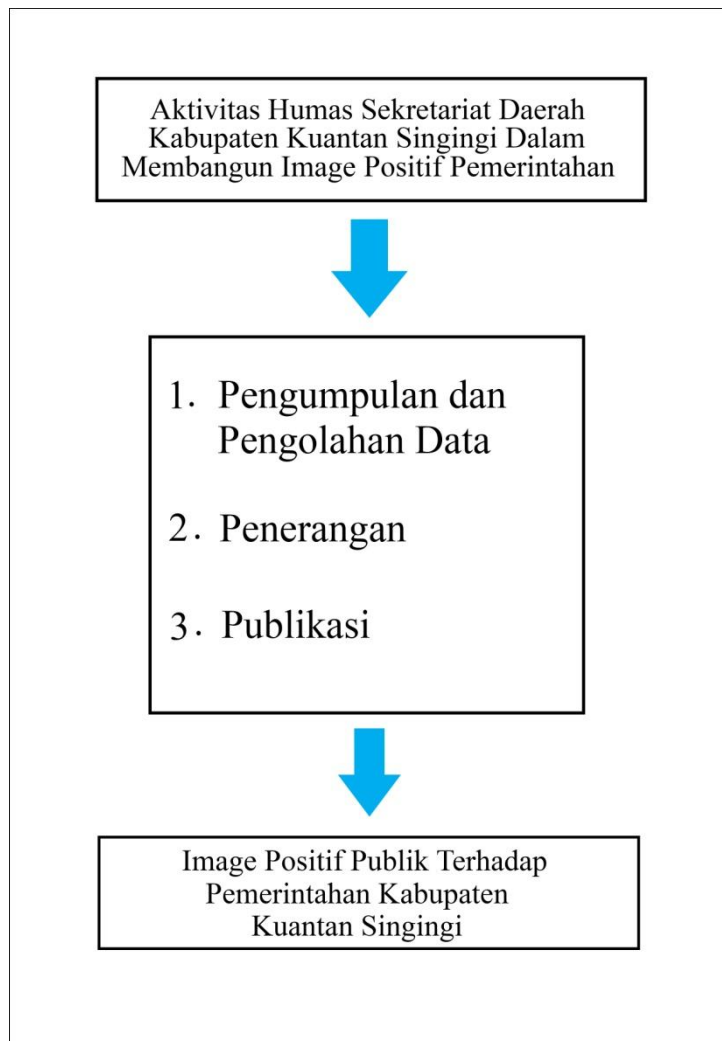 Aktivitas Humas Sekretariat Daerah
Kabupaten Kuantan Singingi Dalam
Membangun Image Positif Pemerintahan
1. Pengumpulan dan
Pengolahan Data
2. Penerangan
3. Publikasi
Image Positif Publik Terhadap
Pemerintahan Kabupaten
Kuantan Singingi